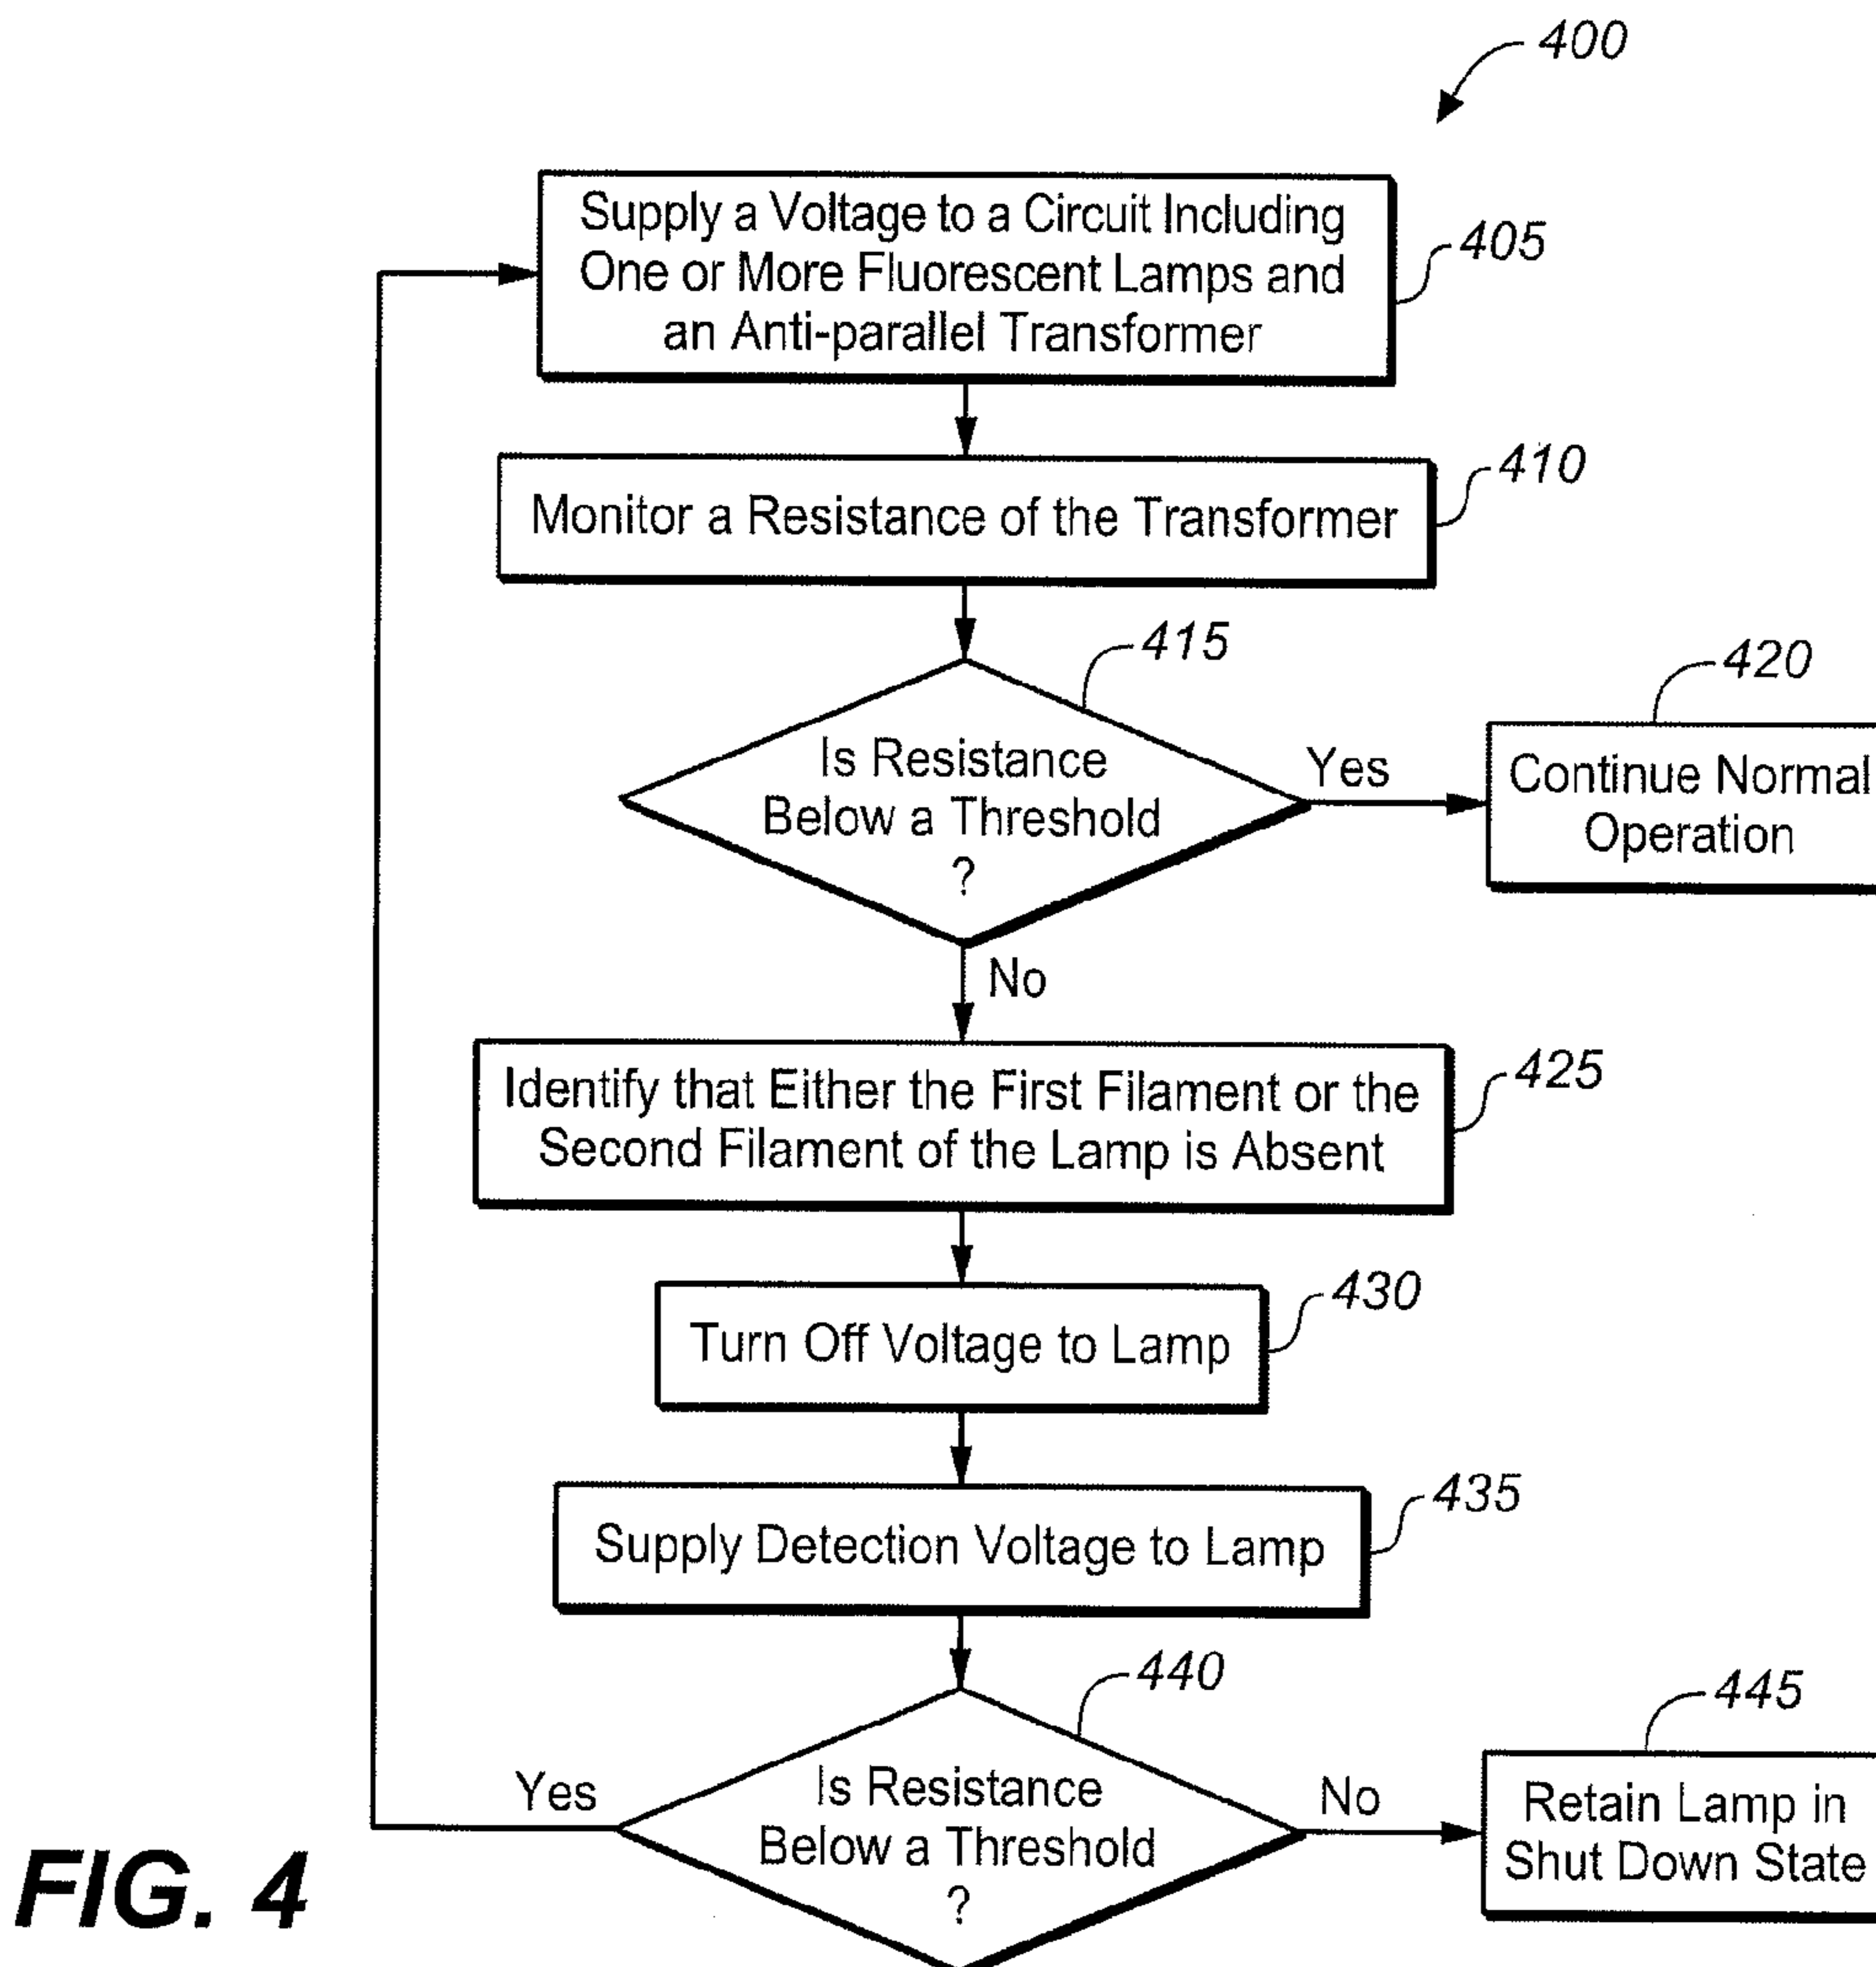 400
Supply a Voltage to a Circuit Including
One or More Fluorescent Lamps and
an Anti-parallel Transformer
405
Monitor a Resistance of the Transformer
410
415
Is Resistance
Below a Threshold
?
Yes
420
Continue Normal
Operation
No
Identify that Either the First Filament or the
Second Filament of the Lamp is Absent
425
Turn Off Voltage to Lamp
430
Supply Detection Voltage to Lamp
435
440
Is Resistance
Below a Threshold
?
Yes
No
445
Retain Lamp in
Shut Down State
FIG. 4